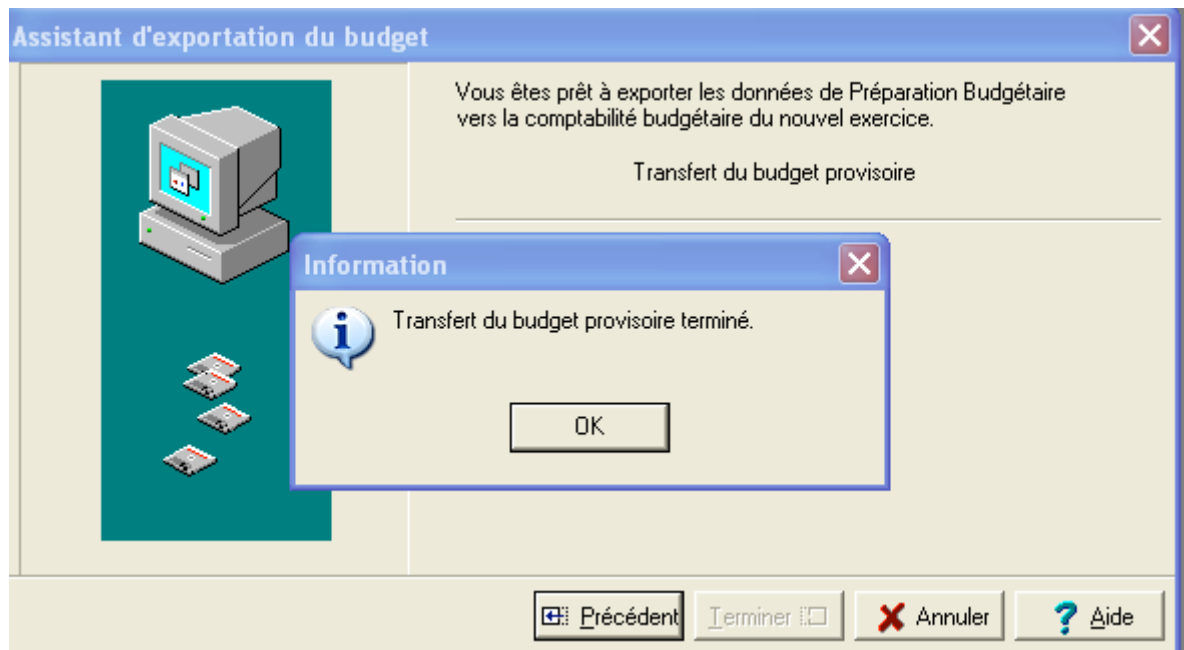 Assistant d'exportation du budget
Vous êtes prêt à exporter les données de Préparation Budgétaire
vers la comptabilité budgétaire du nouvel exercice.
Transfert du budget provisoire
Information
Transfert du budget provisoire terminé.
OK
Précédent
Terminer
Annuler
Aide